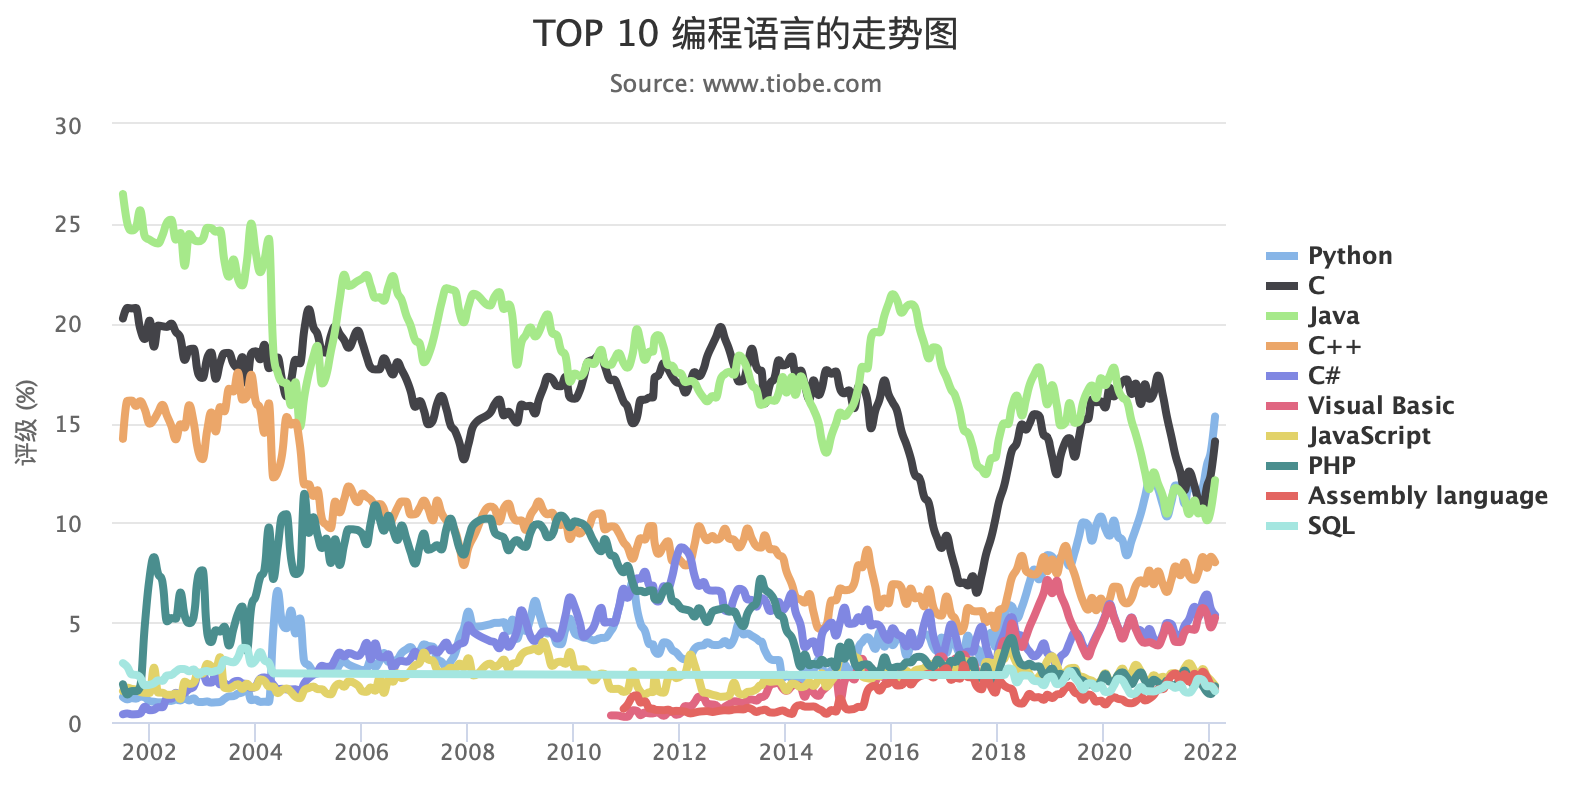 TOP 10 编程语言的走势图
Source: www.tiobe.com
评级 (%)
30
25
20
15
10
5
0
2002 2004 2006 2008 2010 2012 2014 2016 2018 2020 2022
Python
C
Java
C++
C#
Visual Basic
JavaScript
PHP
Assembly language
SQL